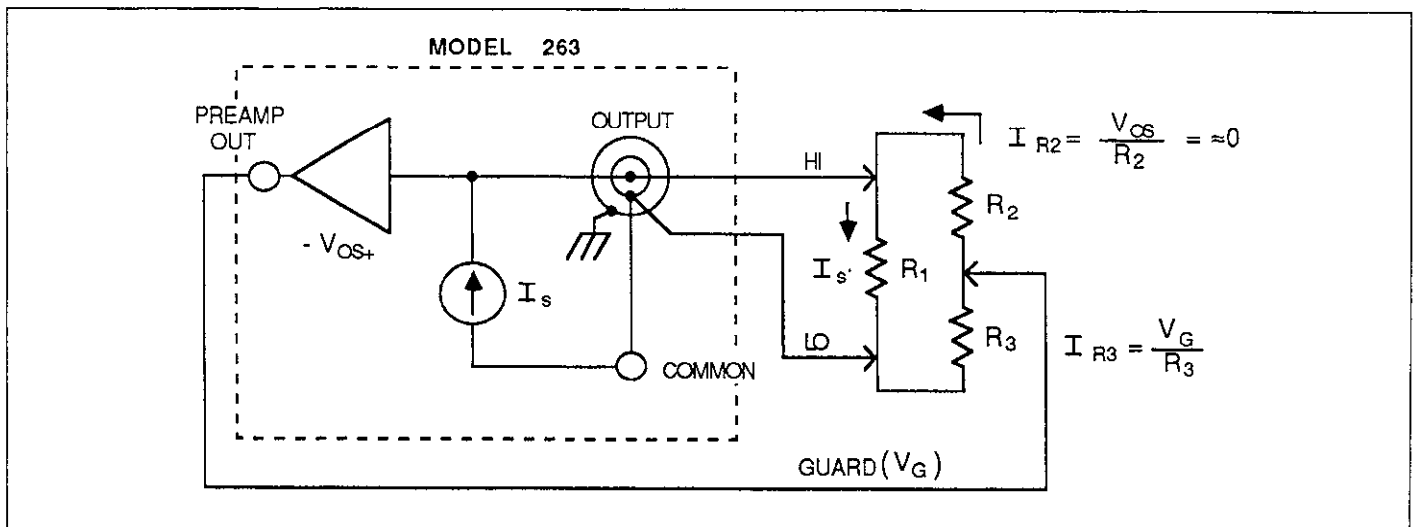 MODEL 263
PREAMP
OUT
OUTPUT
- VOS+
IS
COMMON
HI
LO
IS'
R1
R2
R3
I R2 = VOS / R2 = ≈0
I R3 = VG / R3
GUARD (VG)